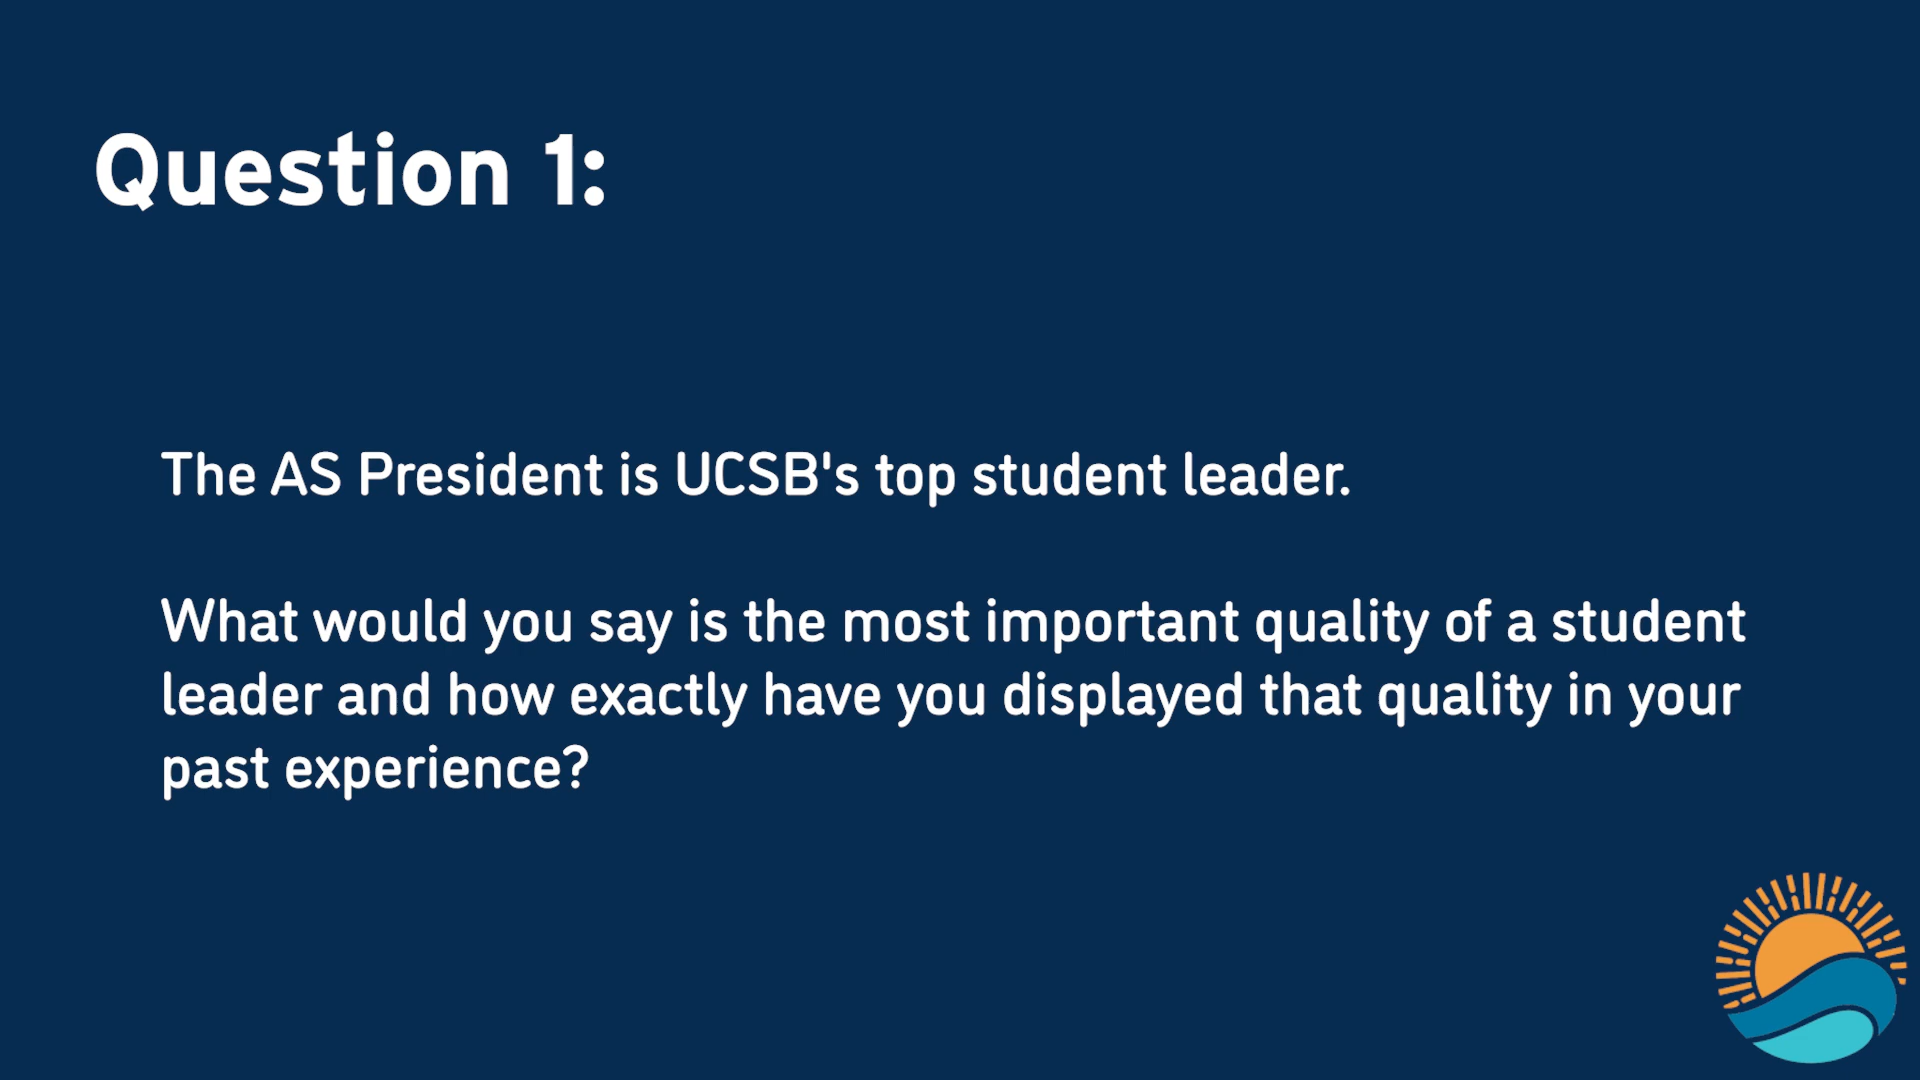 Question 1:
The AS President is UCSB's top student leader.
What would you say is the most important quality of a student
leader and how exactly have you displayed that quality in your
past experience?